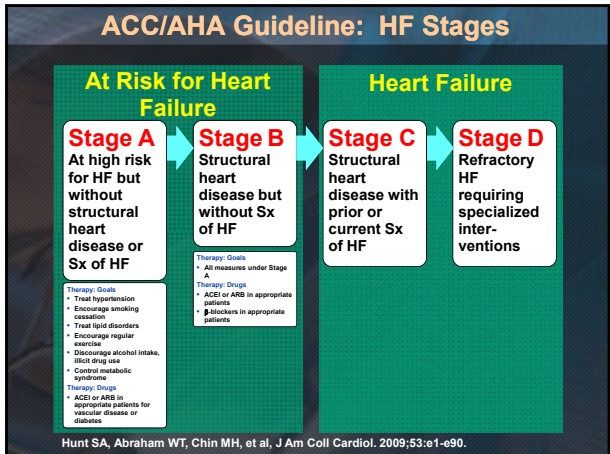 ACC/AHA Guideline: HF Stages
At Risk for Heart
Failure
Stage A
At high risk
for HF but
without
structural
heart
disease or
Sx of HF
Therapy: Goals
• Treat hypertension
• Encourage smoking
cessation
• Treat lipid disorders
• Encourage regular
exercise
• Discourage alcohol intake,
illicit drug use
• Control metabolic
syndrome
Therapy: Drugs
• ACEI or ARB in
appropriate patients for
vascular disease or
diabetes
Stage B
Structural
heart
disease but
without Sx
of HF
Therapy: Goals
• All measures under Stage
A
Therapy: Drugs
• ACEI or ARB in appropriate
patients
• β-blockers in appropriate
patients
Heart Failure
Stage C
Structural
heart
disease with
prior or
current Sx
of HF
Stage D
Refractory
HF
requiring
specialized
inter-
ventions
Hunt SA, Abraham WT, Chin MH, et al, J Am Coll Cardiol. 2009;53:e1-e90.